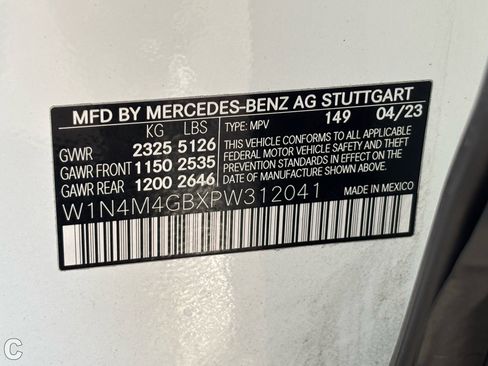 MFD BY MERCEDES-BENZ AG STUTTGART
KG LBS TYPE: MPV 149 04/23
GWWR 2325 5126 THIS VEHICLE CONFORMS TO ALL APPLICABLE
GAWR FRONT 1150 2535 FEDERAL MOTOR VEHICLE SAFETY AND THEFT
GAWR REAR 1200 2646 PREVENTION STANDARDS IN EFFECT ON THE
DATE OF MANUFACTURE SHOWN ABOVE.
W1N4M4GBXPW312041 MADE IN MEXICO
C